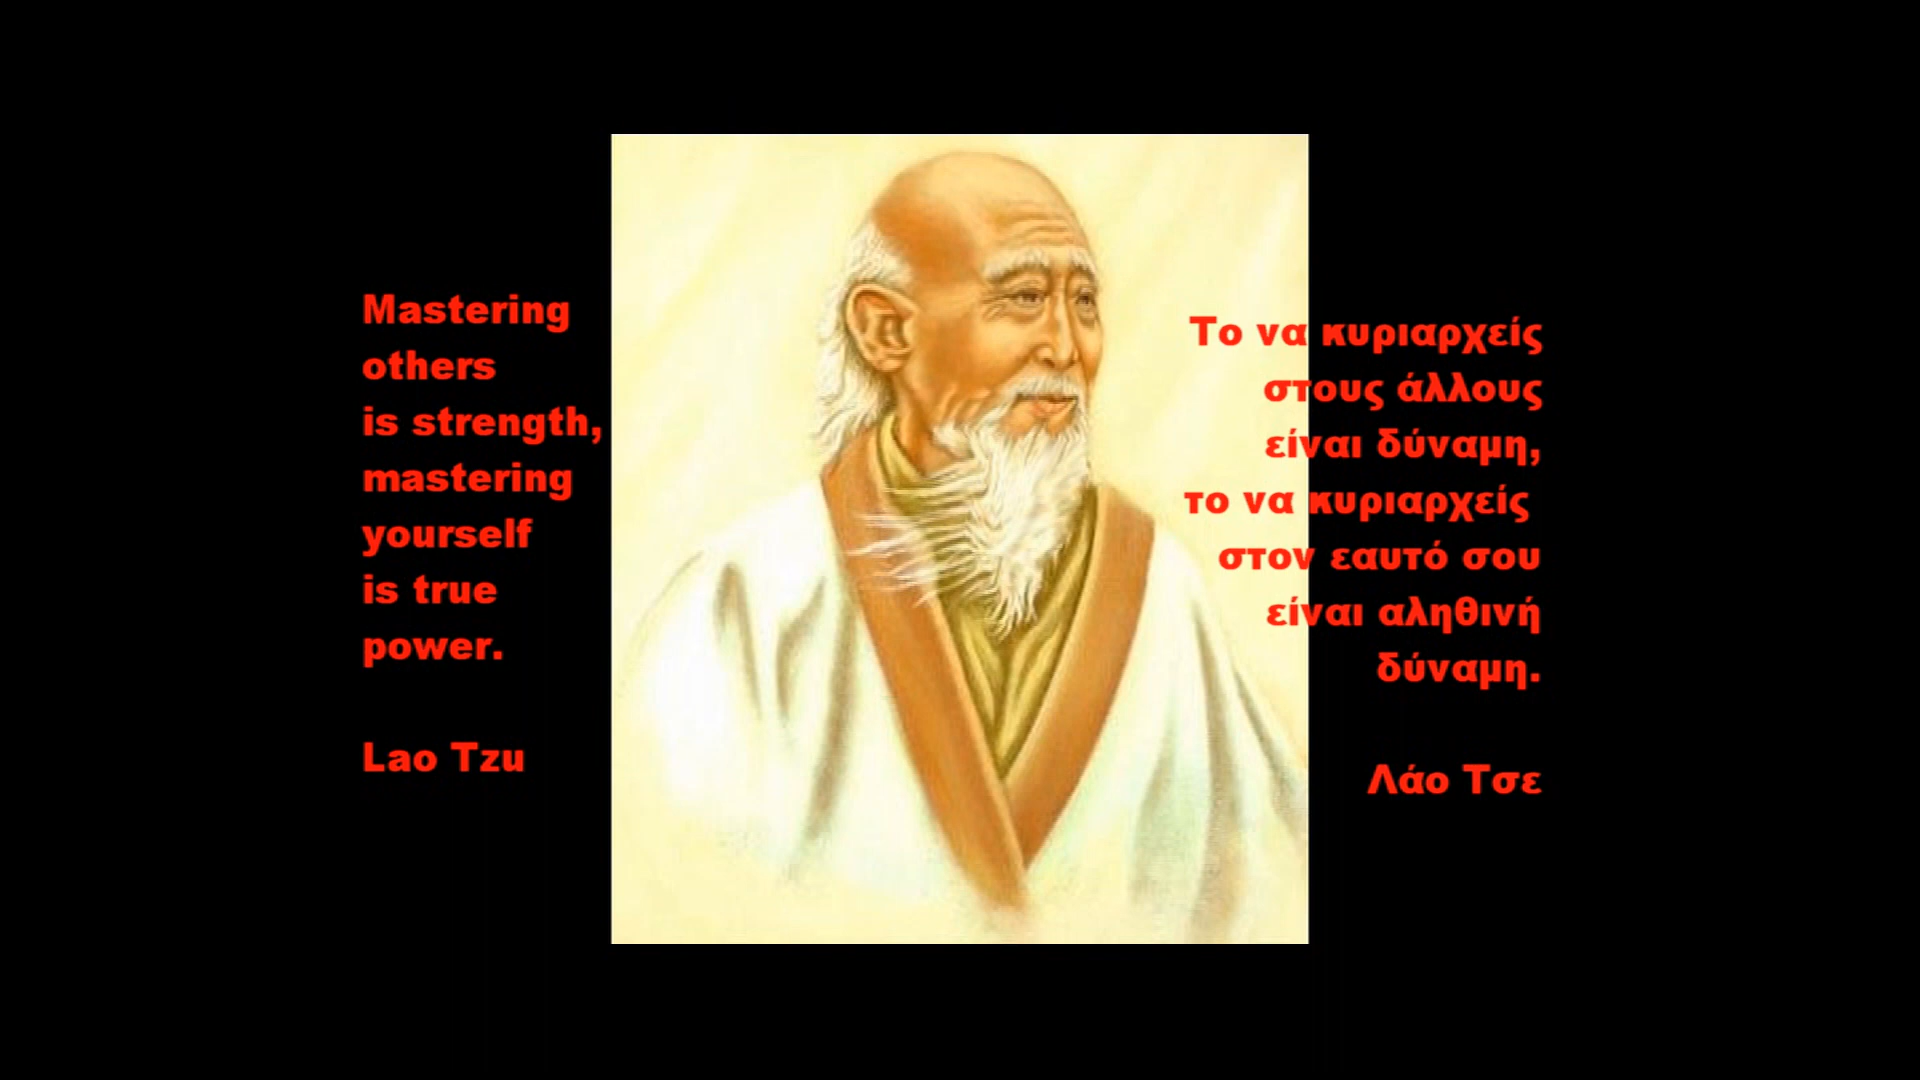 Mastering
others
is strength,
mastering
yourself
is true
power.
Lao Tzu
Το να κυριαρχείς
στους άλλους
είναι δύναμη,
το να κυριαρχείς
στον εαυτό σου
είναι αληθινή
δύναμη.
Λάο Τσε